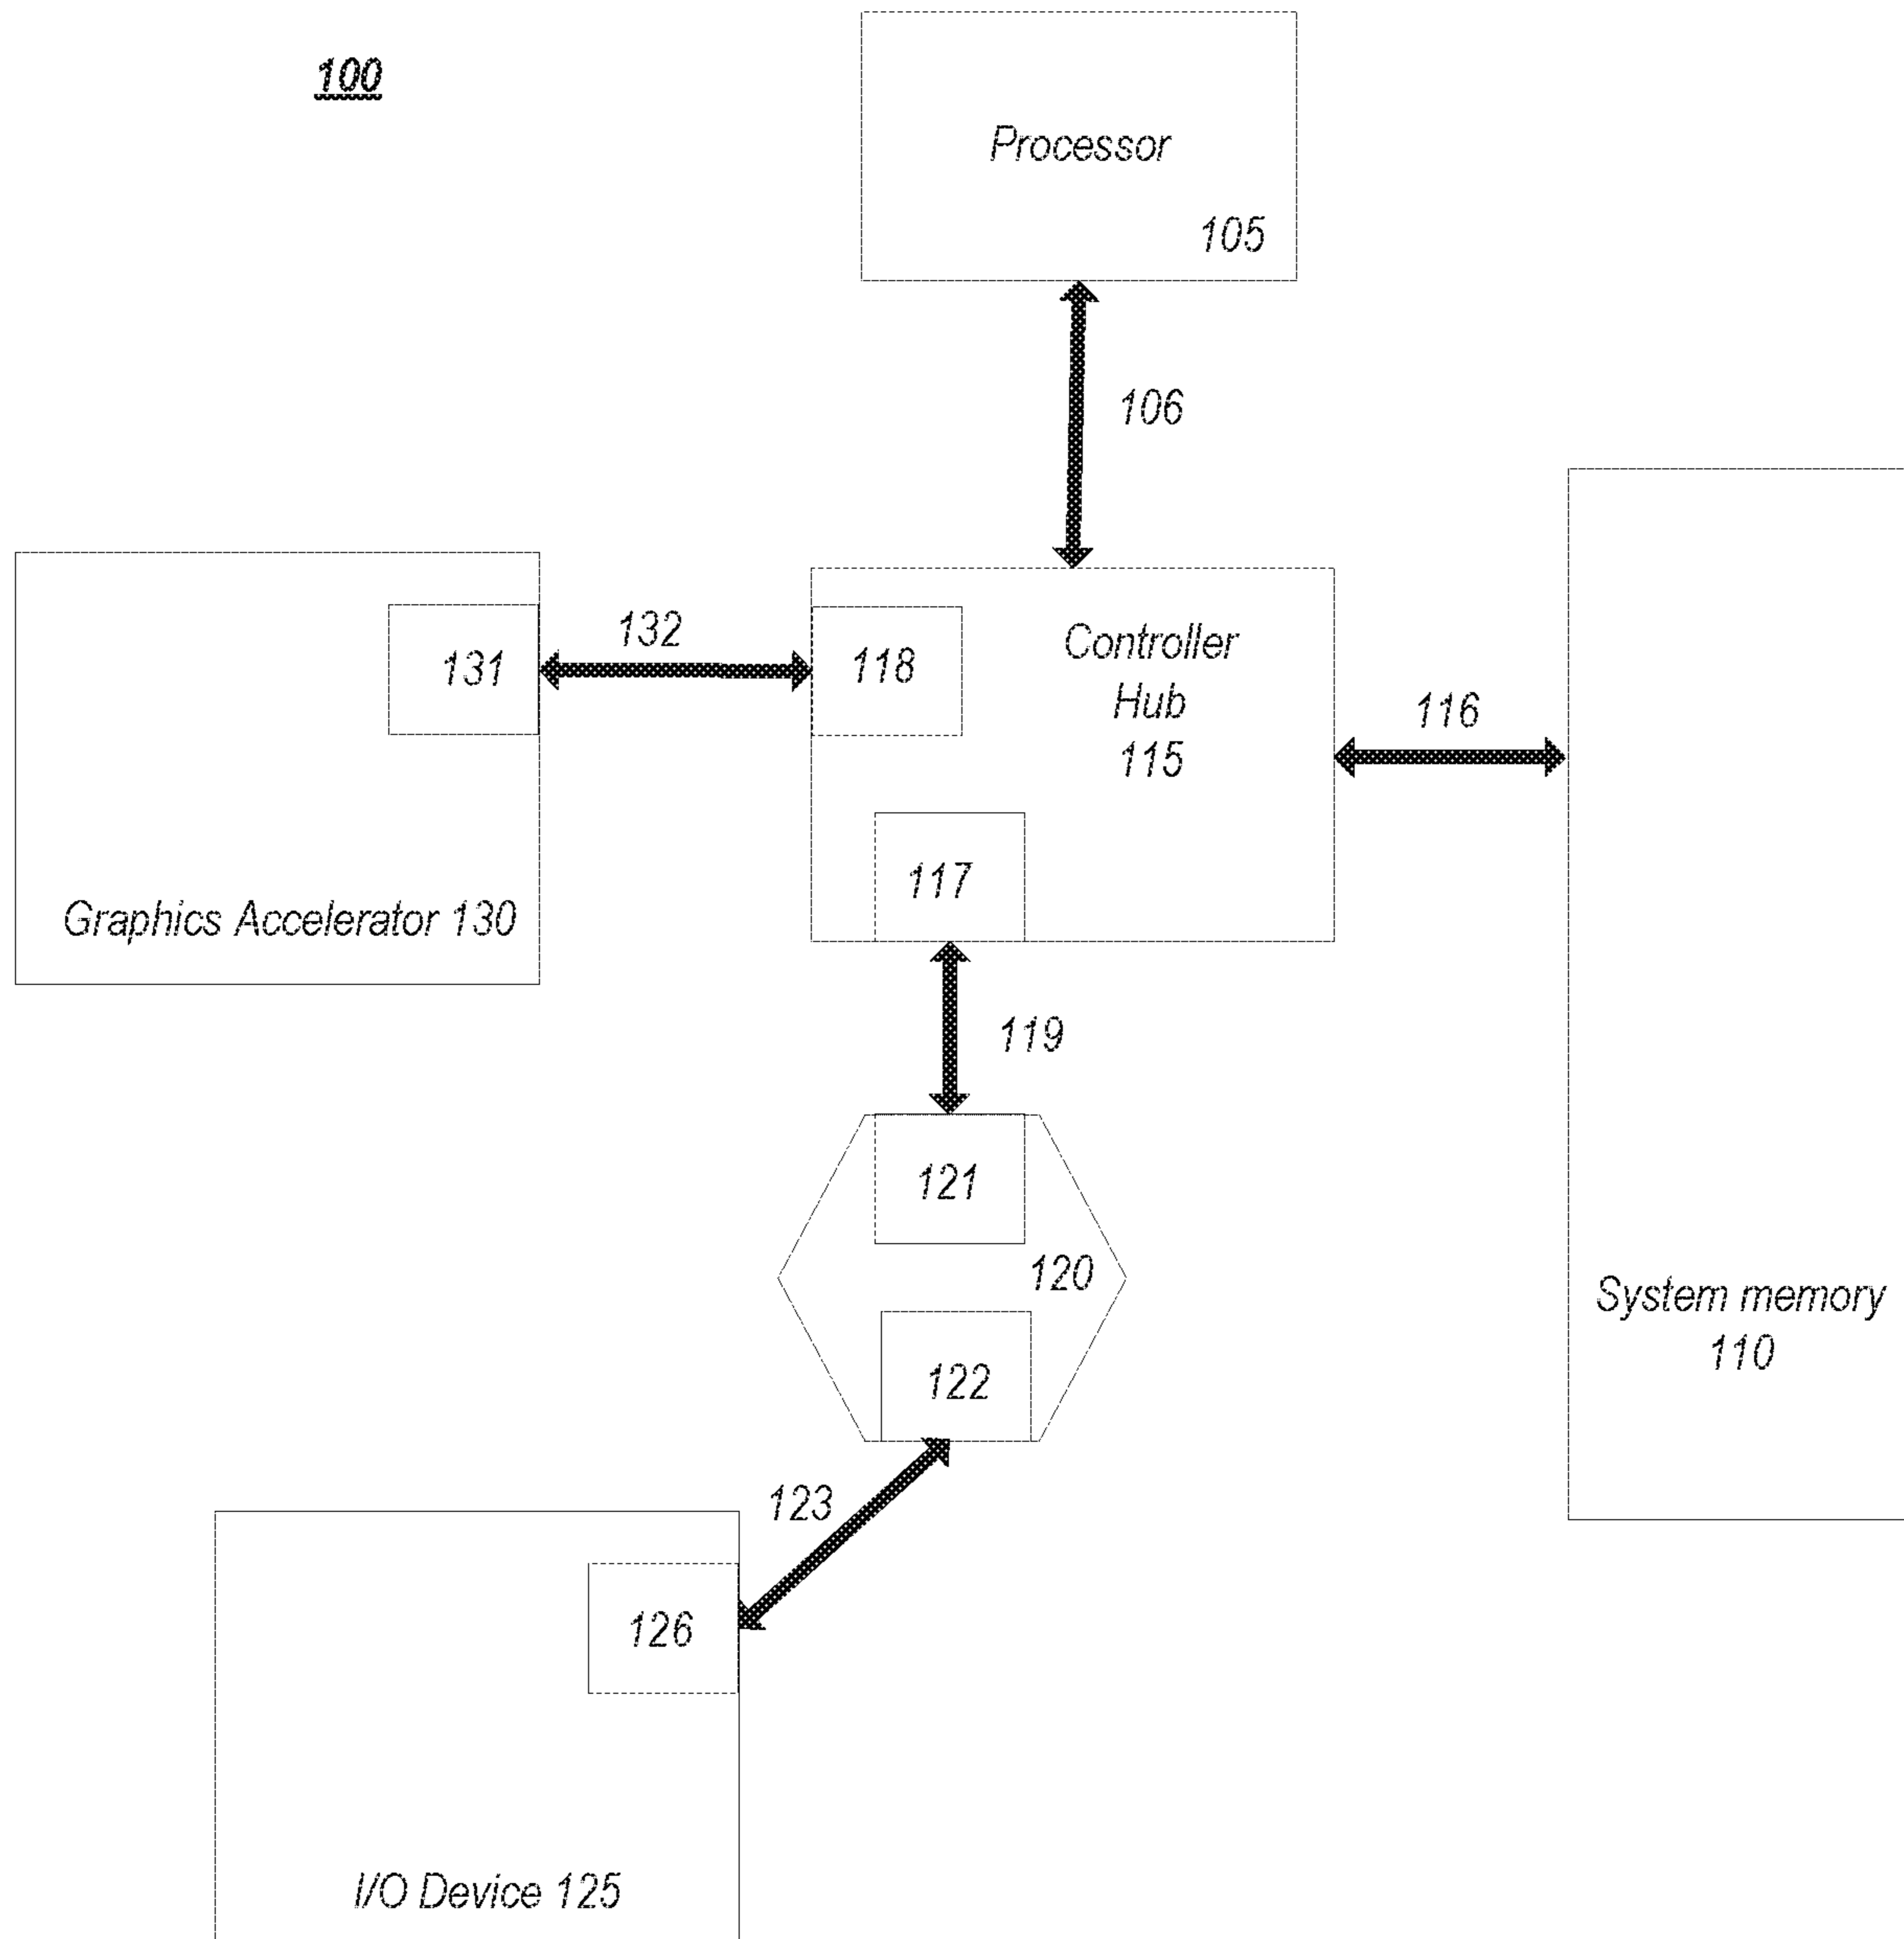 100
Processor
105
106
132
131
118
Controller
Hub
115
116
117
Graphics Accelerator 130
119
121
120
122
System memory
110
123
126
I/O Device 125